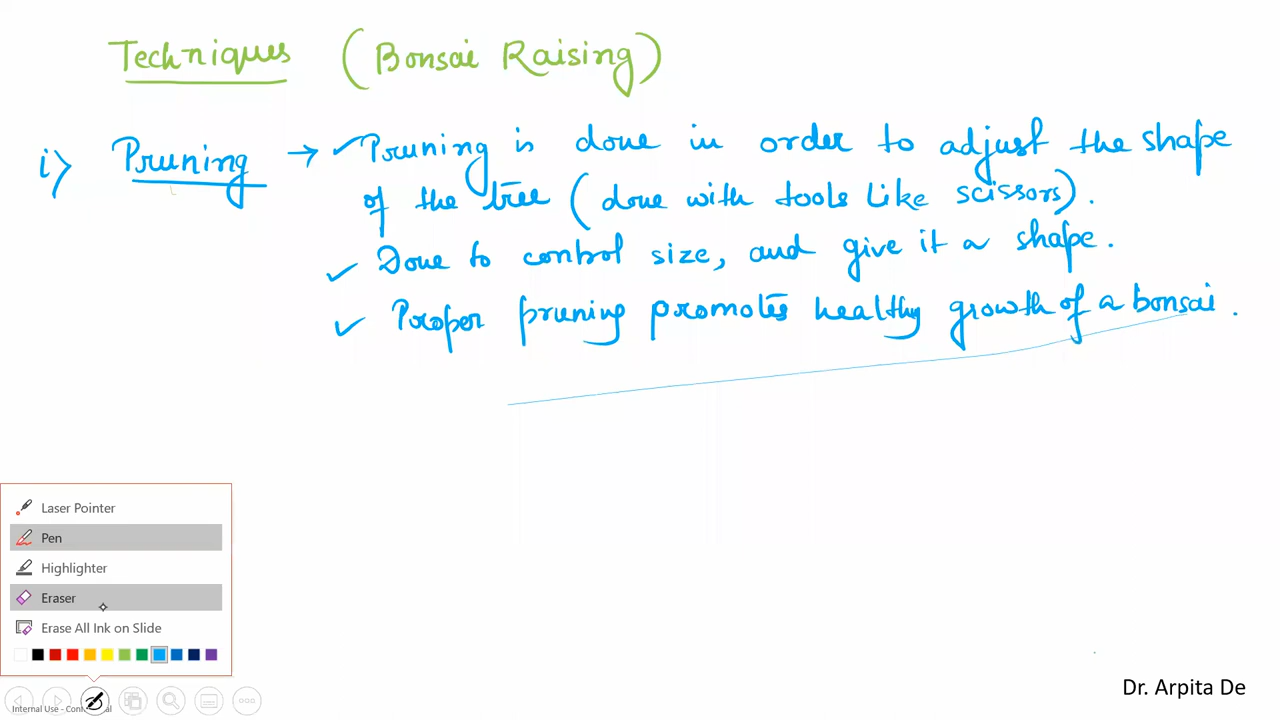 Techniques (Bonsai Raising)
i) Pruning → ✓ Pruning is done in order to adjust the shape
of the tree (done with tools like scissors).
✓ Done to control size, and give it a shape.
✓ Proper pruning promotes healthy growth of a bonsai.
Laser Pointer
Pen
Highlighter
Eraser
Erase All Ink on Slide
Dr. Arpita De